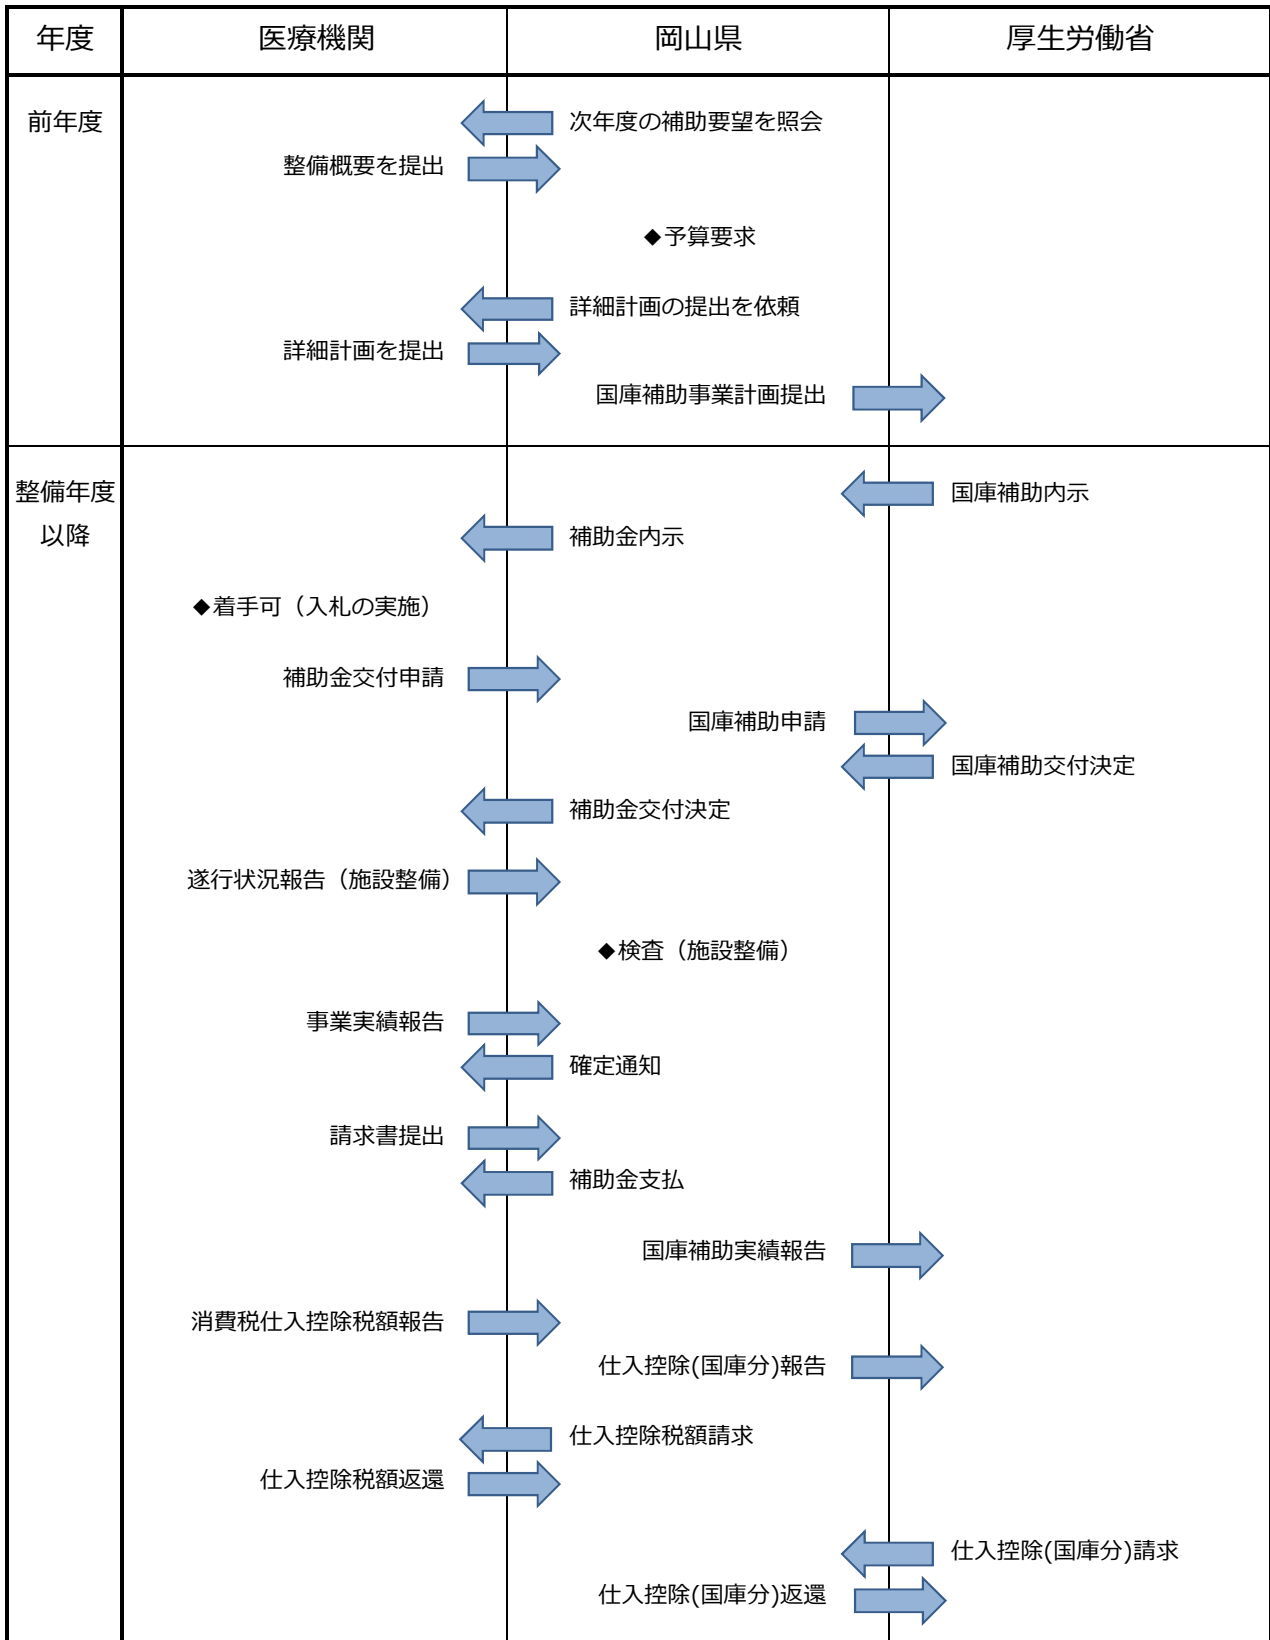 年度 医療機関 岡山県 厚生労働省
前年度 次年度の補助要望を照会
整備概要を提出
◆予算要求
詳細計画の提出を依頼
詳細計画を提出
国庫補助事業計画提出
整備年度 国庫補助内示
以降 補助金内示
◆着手可（入札の実施）
補助金交付申請
国庫補助申請
国庫補助交付決定
補助金交付決定
遂行状況報告（施設整備）
◆検査（施設整備）
事業実績報告
確定通知
請求書提出
補助金支払
国庫補助実績報告
消費税仕入控除税額報告
仕入控除(国庫分)報告
仕入控除税額請求
仕入控除税額返還
仕入控除(国庫分)請求
仕入控除(国庫分)返還